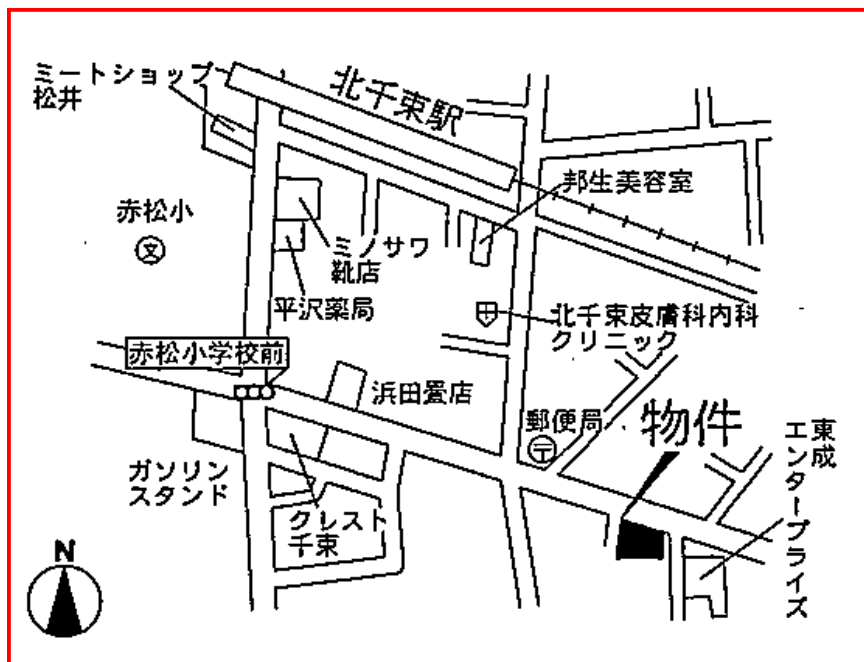 ミートショップ
松井
北千束駅
邦生美容室
赤松小
文
ミノサワ
靴店
平沢薬局
北千束皮膚科内科
クリニック
赤松小学校前
浜田畳店
郵便局
〒
物件
東成
エンタープライズ
ガソリン
スタンド
クレスト
千束
N